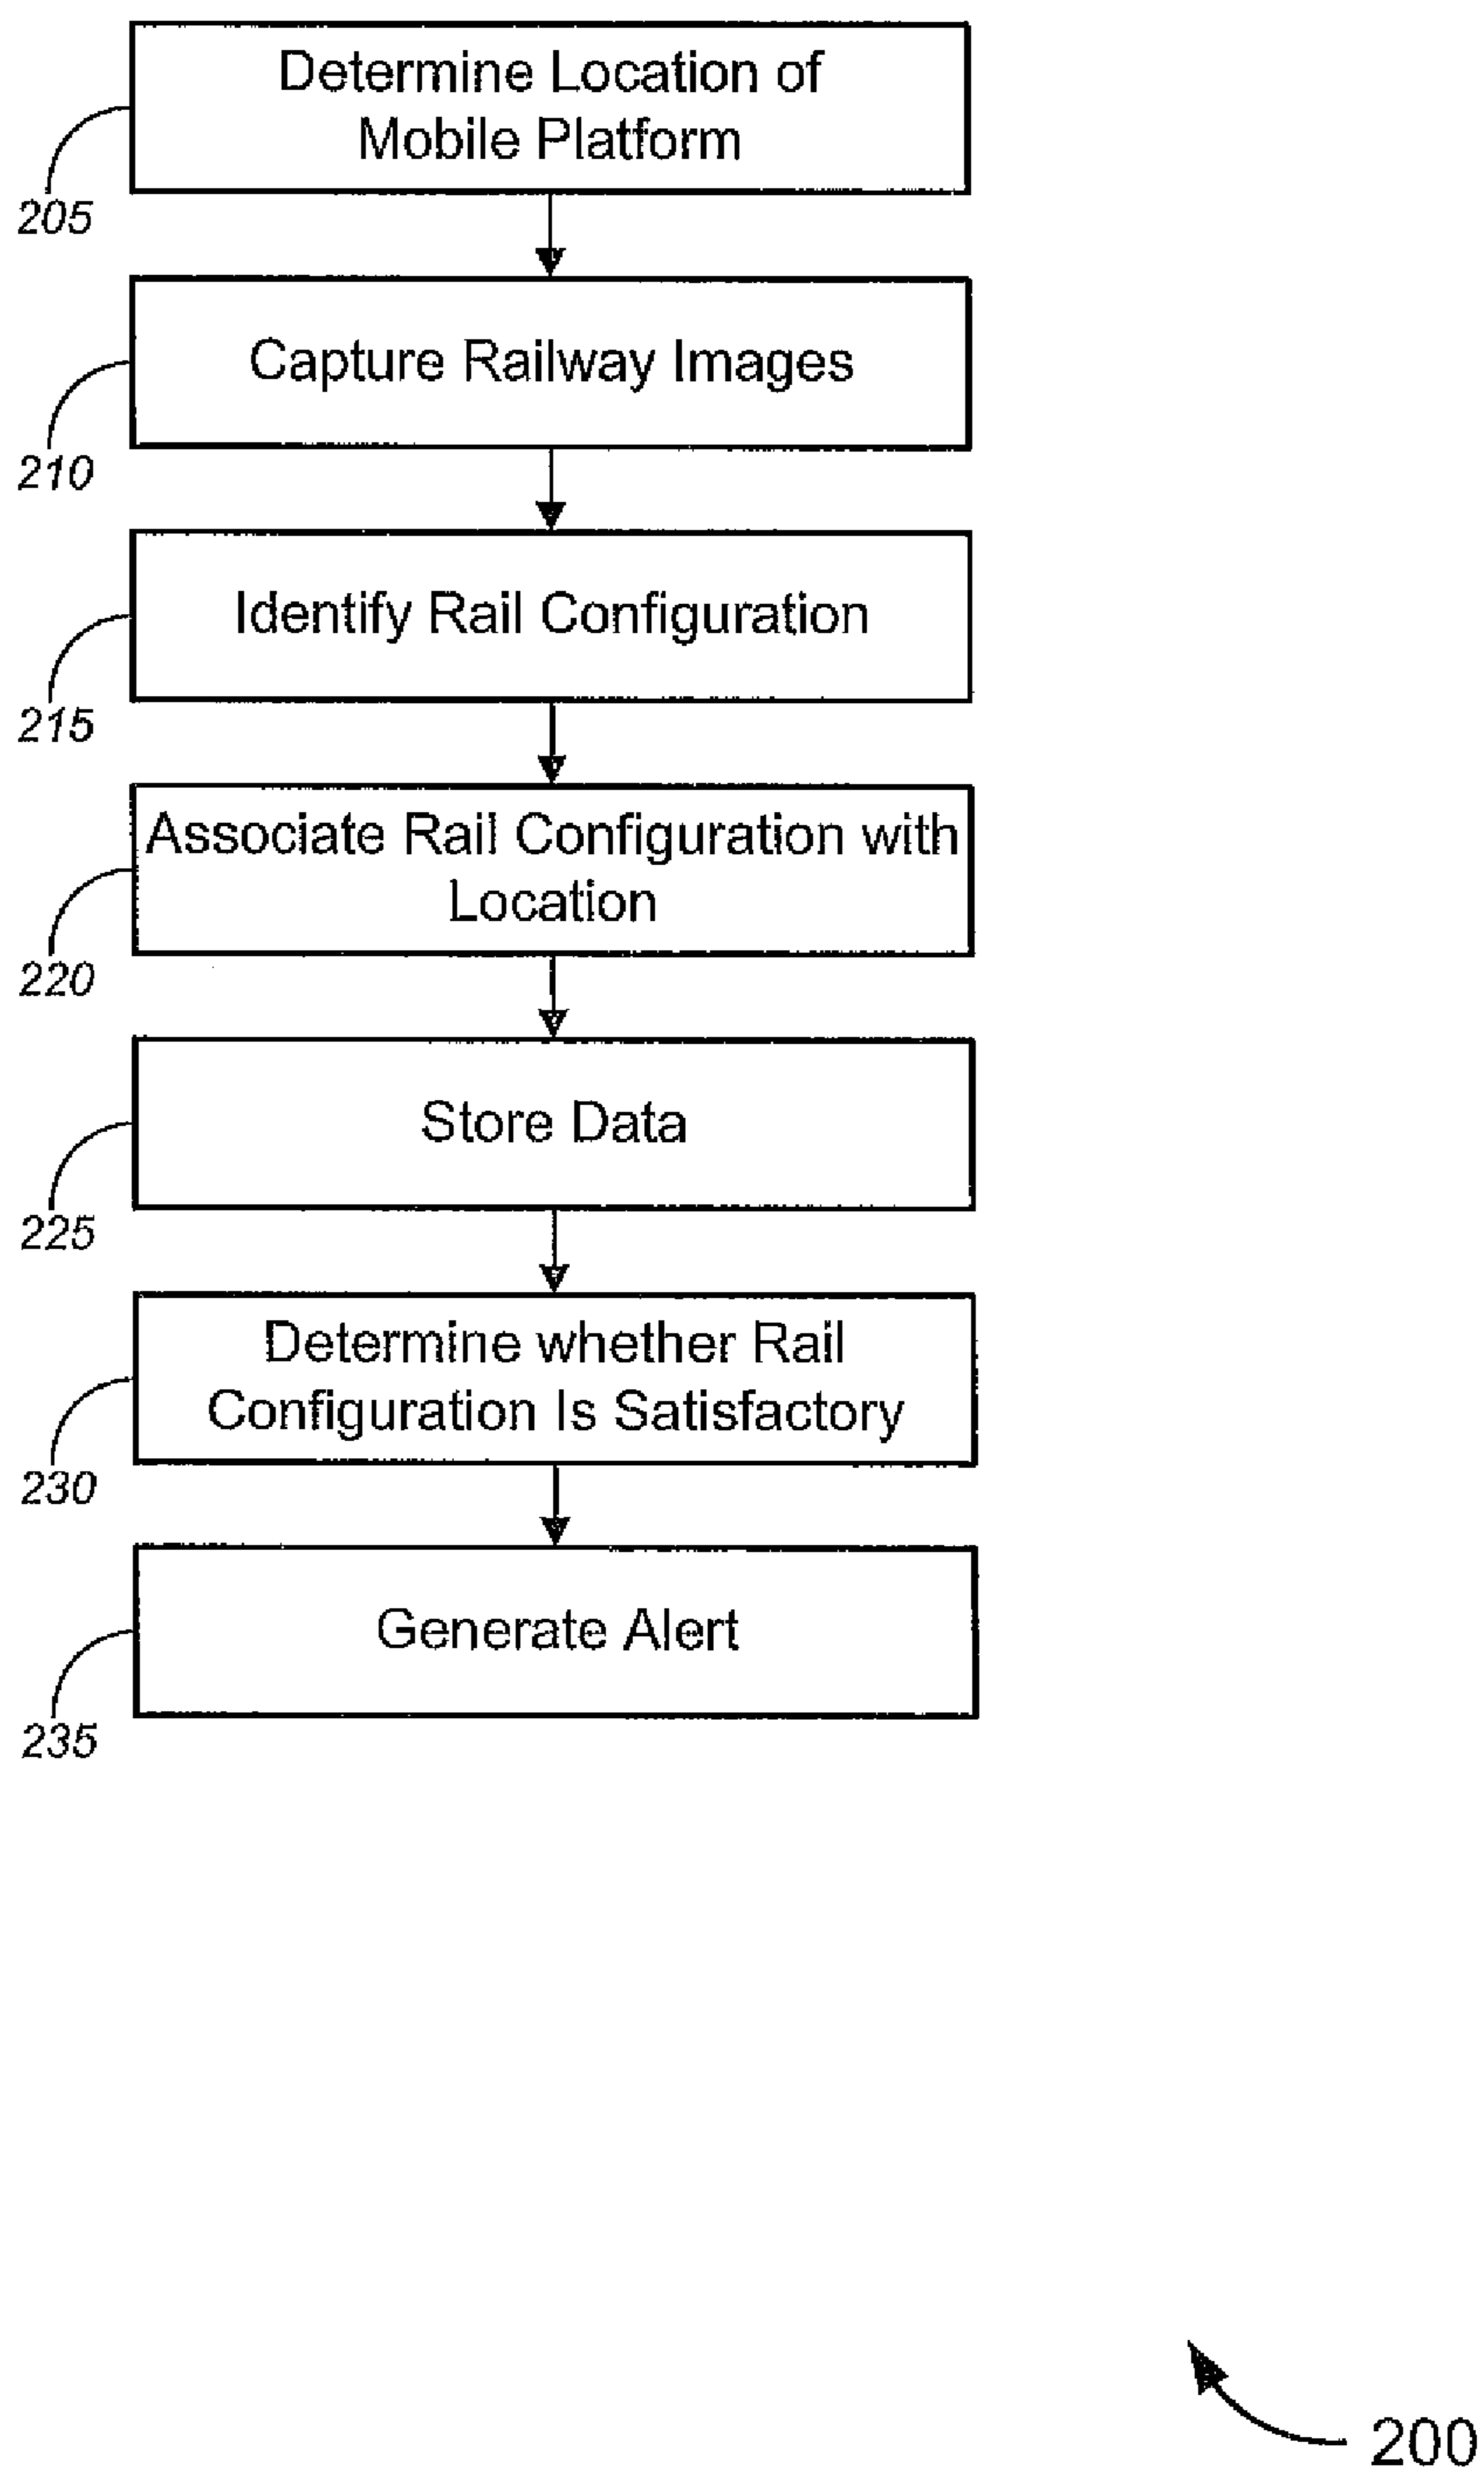 Determine Location of
Mobile Platform
205
Capture Railway Images
210
Identify Rail Configuration
215
Associate Rail Configuration with
Location
220
Store Data
225
Determine whether Rail
Configuration Is Satisfactory
230
Generate Alert
235
200